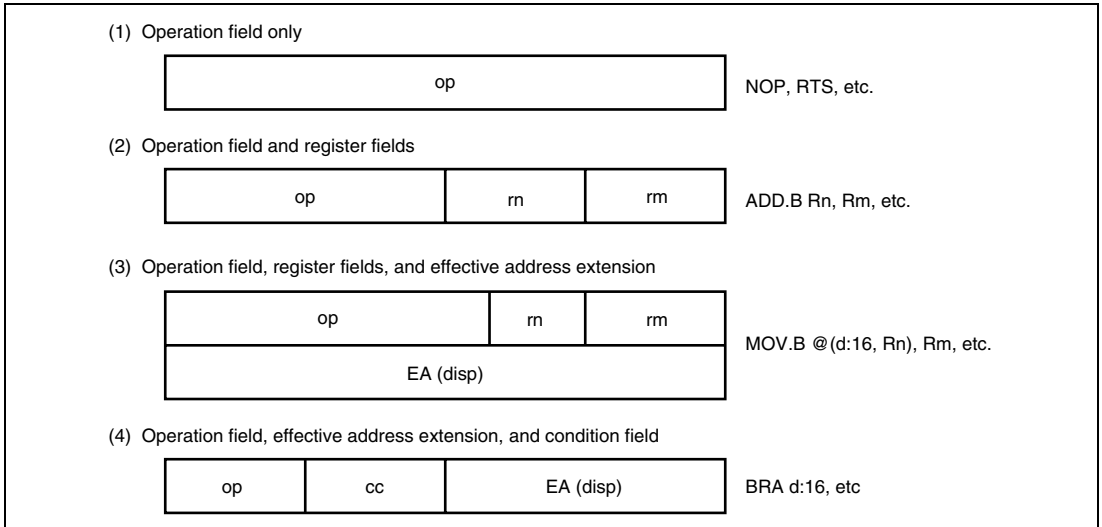 (1) Operation field only
op
NOP, RTS, etc.
(2) Operation field and register fields
op rn rm
ADD.B Rn, Rm, etc.
(3) Operation field, register fields, and effective address extension
op rn rm
MOV.B @(d:16, Rn), Rm, etc.
EA (disp)
(4) Operation field, effective address extension, and condition field
op cc EA (disp)
BRA d:16, etc